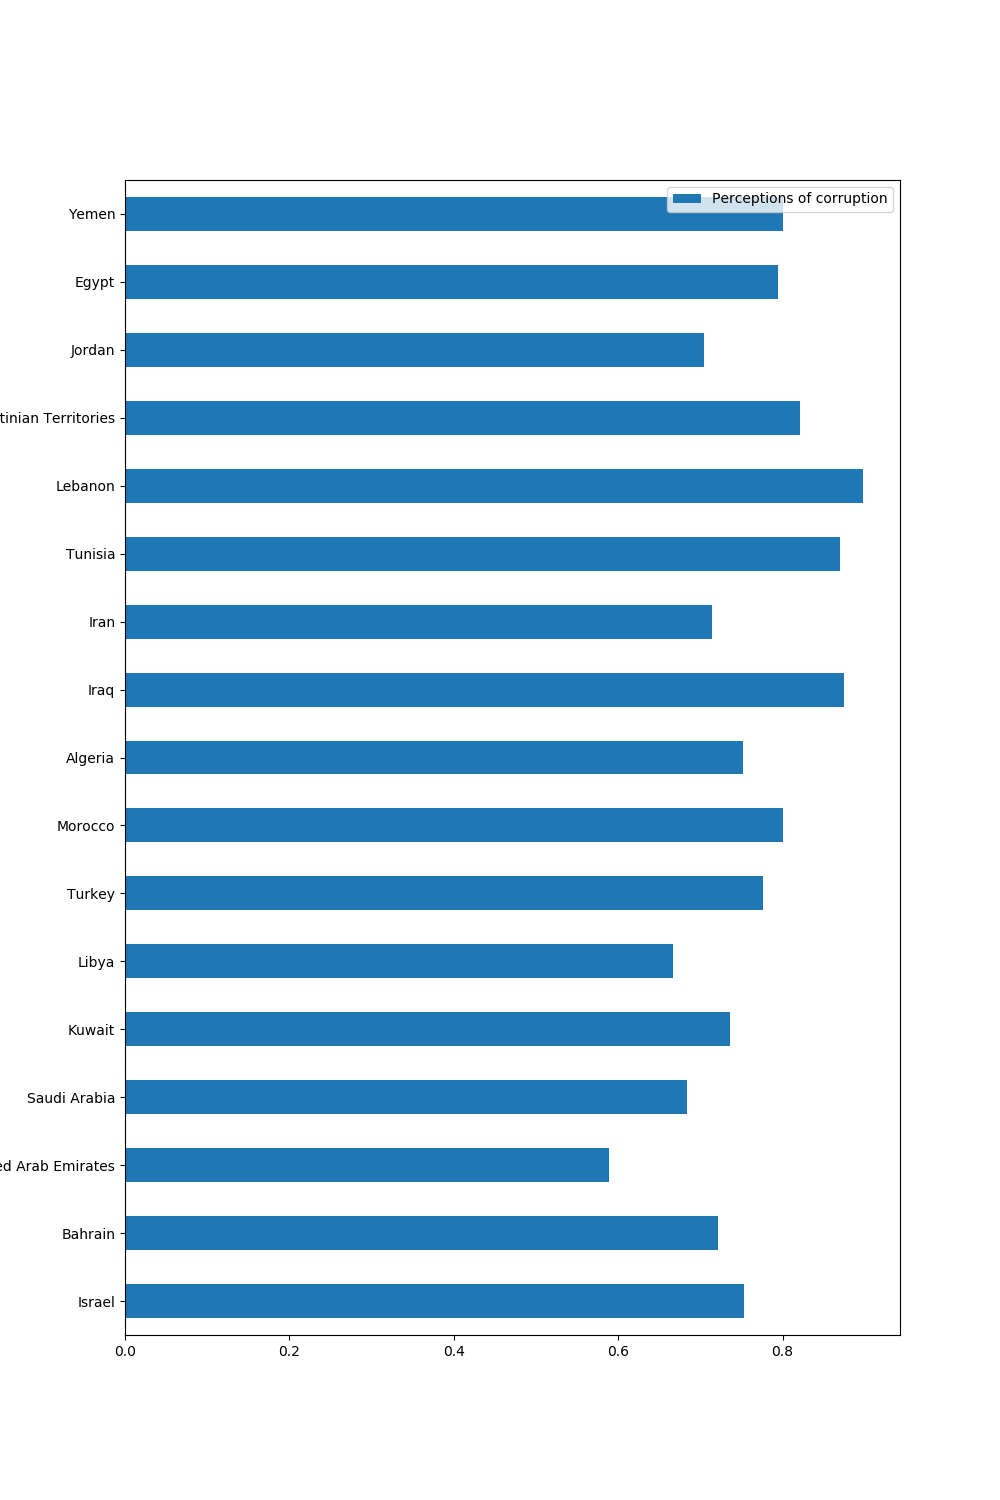 Perceptions of corruption
Yemen
Egypt
Jordan
tinian Territories
Lebanon
Tunisia
Iran
Iraq
Algeria
Morocco
Turkey
Libya
Kuwait
Saudi Arabia
ed Arab Emirates
Bahrain
Israel
0.0 0.2 0.4 0.6 0.8